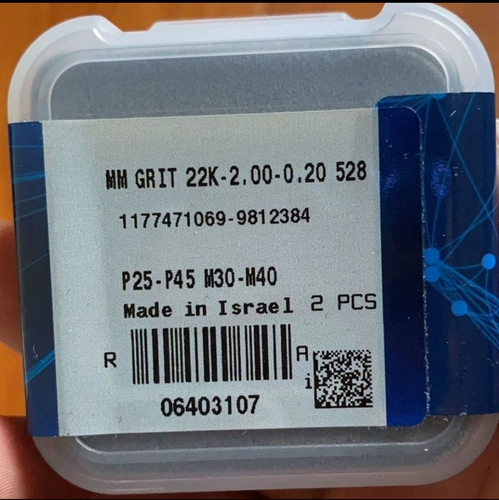 MM GRIT 22K-2.00-0.20 528
1177471069-9812384
P25-P45 M30-M40
Made in Israel 2 PCS
R A
i
06403107